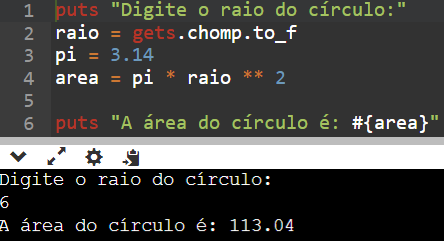 1 puts "Digite o raio do círculo:"
2 raio = gets.chomp.to_f
3 pi = 3.14
4 area = pi * raio ** 2
5
6 puts "A área do círculo é: #{area}"
Digite o raio do círculo:
6
A área do círculo é: 113.04